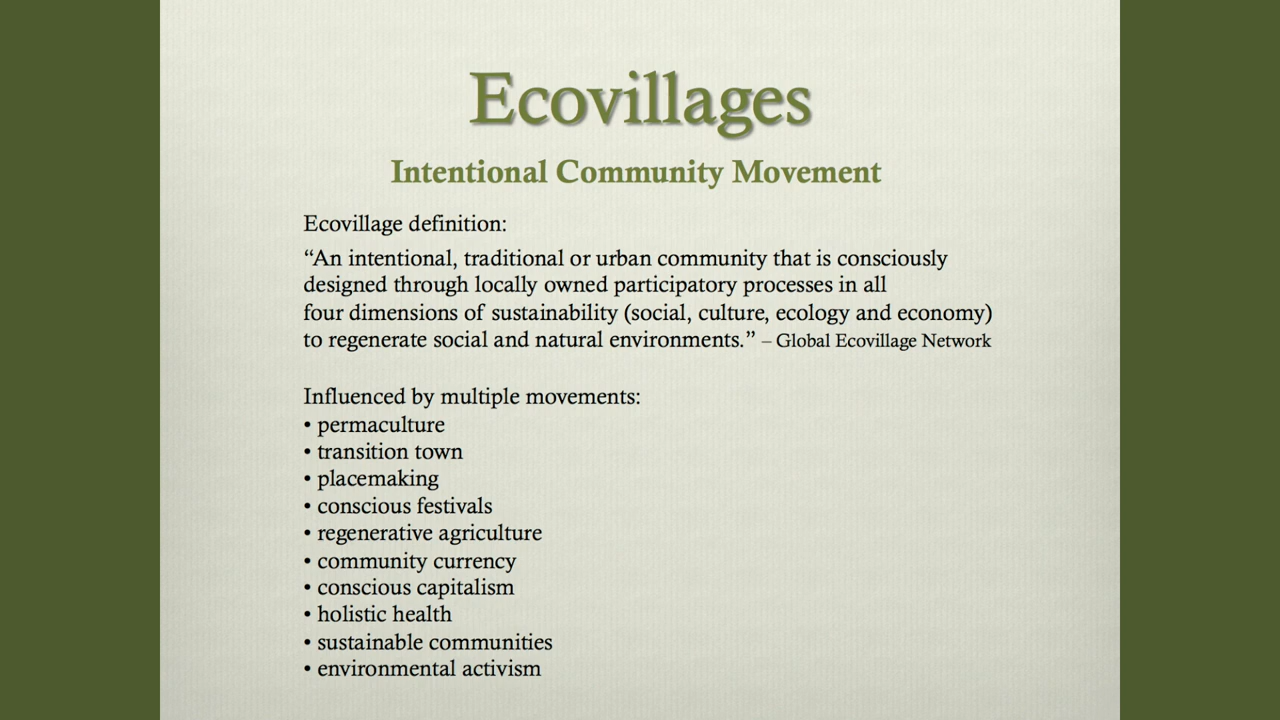 Ecovillages
Intentional Community Movement
Ecovillage definition:
“An intentional, traditional or urban community that is consciously
designed through locally owned participatory processes in all
four dimensions of sustainability (social, culture, ecology and economy)
to regenerate social and natural environments.” – Global Ecovillage Network
Influenced by multiple movements:
• permaculture
• transition town
• placemaking
• conscious festivals
• regenerative agriculture
• community currency
• conscious capitalism
• holistic health
• sustainable communities
• environmental activism